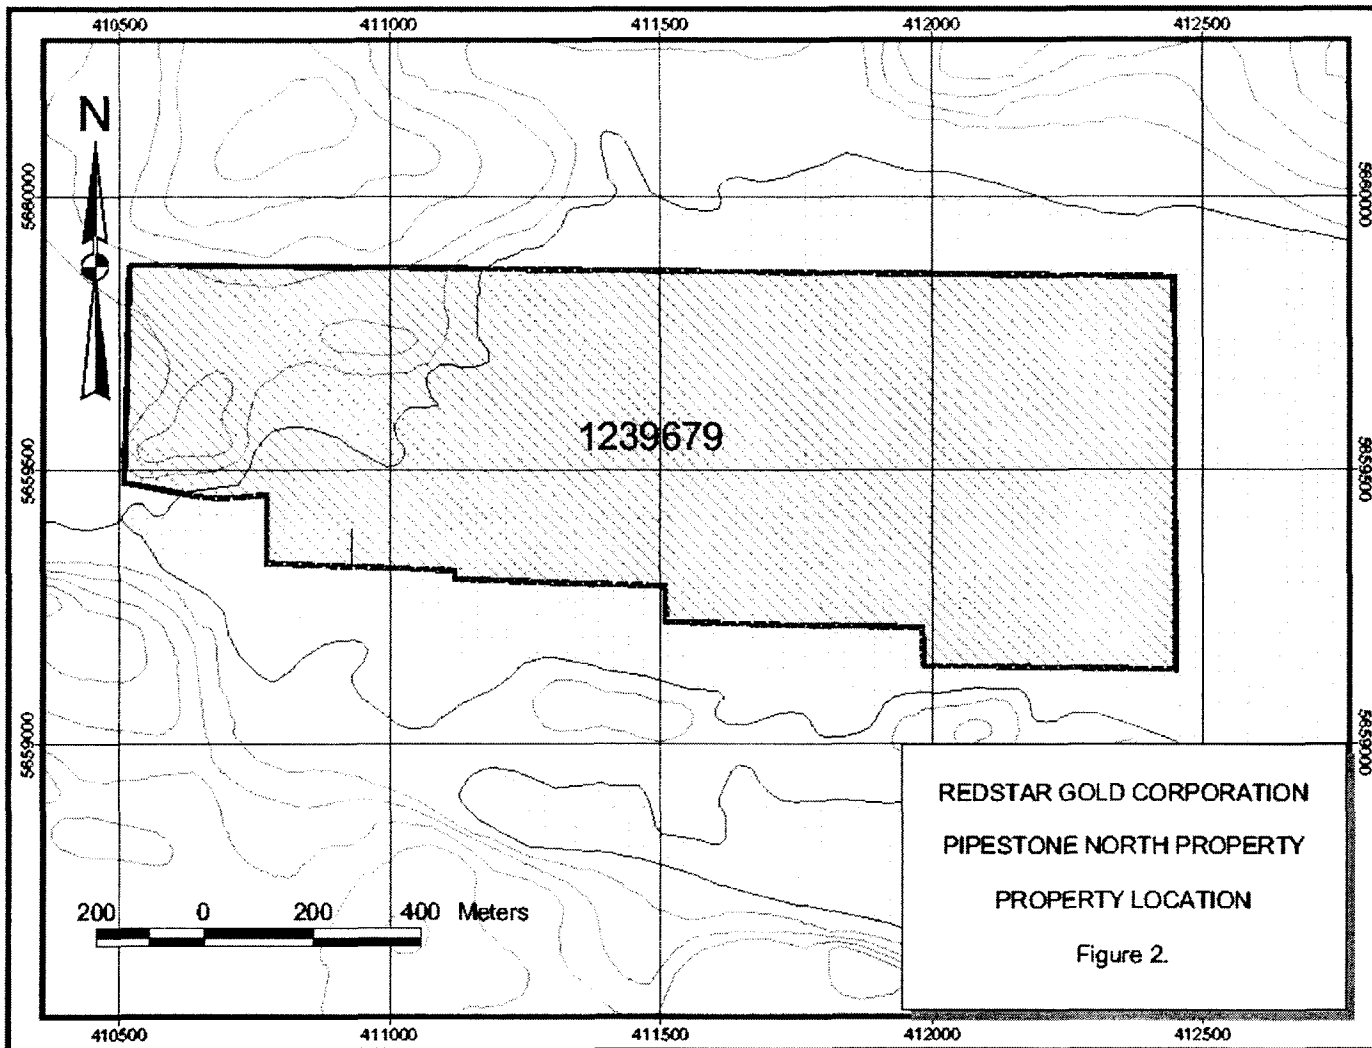 410500 411000 411500 412000 412500
N
5660000 5660000
1239679
5659500 5659500
5659000 5659000
REDSTAR GOLD CORPORATION
PIPESTONE NORTH PROPERTY
PROPERTY LOCATION
Figure 2.
200 0 200 400 Meters
410500 411000 411500 412000 412500